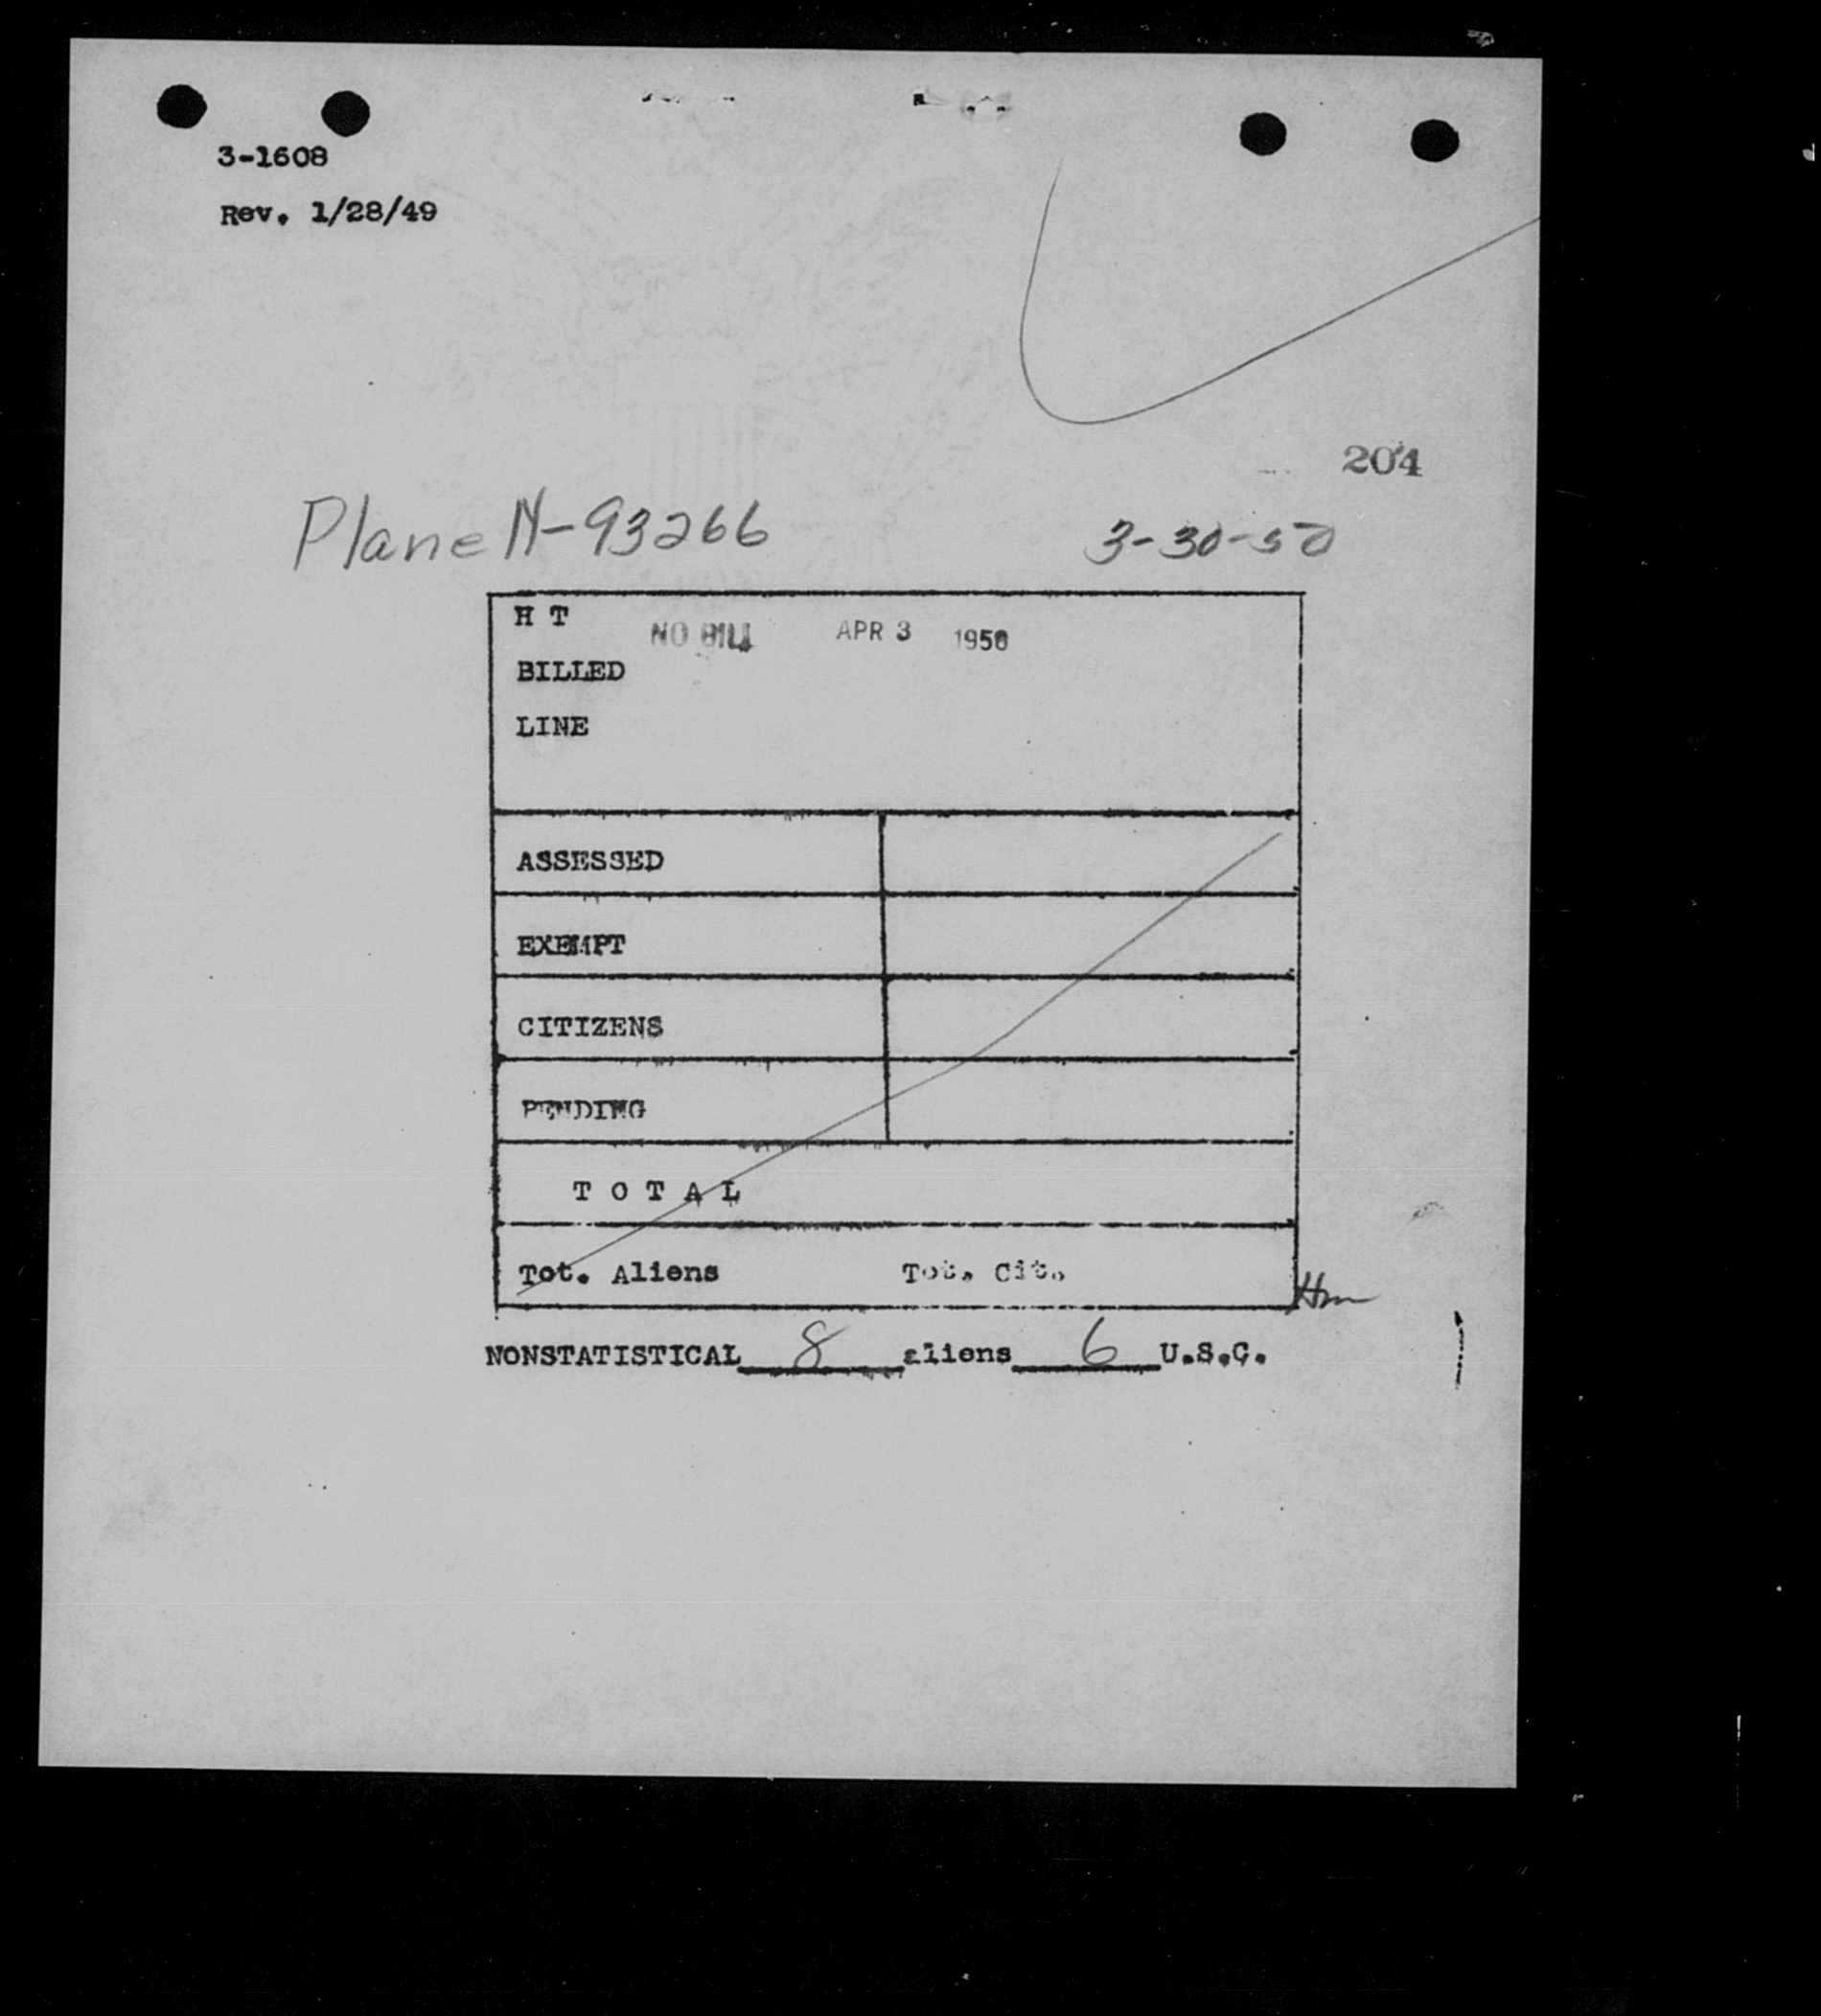 3-1608
Rev. 1/28/49
204
Plane N-93266 3-30-50
H T
NO BILL APR 3 1950
BILLED
LINE
ASSESSED
EXEMPT
CITIZENS
PENDING
T O T A L
Tot. Aliens Tot. Cit.
NONSTATISTICAL 8 aliens 6 U.S.C.